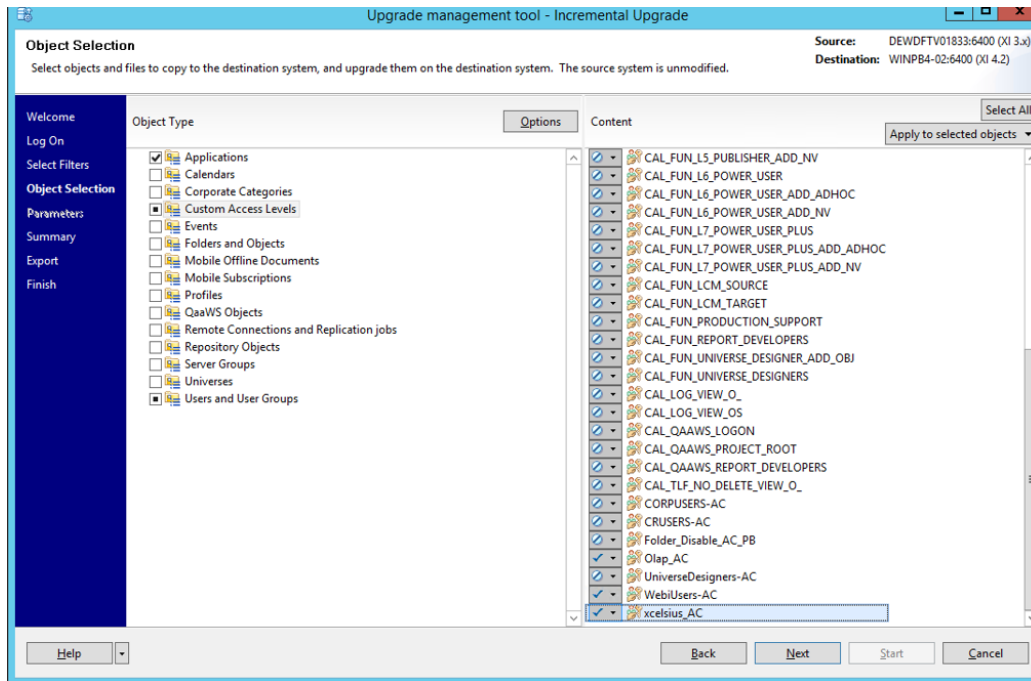 Upgrade management tool - Incremental Upgrade
Object Selection
Select objects and files to copy to the destination system, and upgrade them on the destination system. The source system is unmodified.
Source: DEWDFTV01833:6400 (XI 3.x)
Destination: WINPB4-02:6400 (XI 4.2)
Welcome
Log On
Select Filters
Object Selection
Parameters
Summary
Export
Finish
Object Type
Options
Applications
Calendars
Corporate Categories
Custom Access Levels
Events
Folders and Objects
Mobile Offline Documents
Mobile Subscriptions
Profiles
QaaWS Objects
Remote Connections and Replication jobs
Repository Objects
Server Groups
Universes
Users and User Groups
Content
Select All
Apply to selected objects
CAL_FUN_L5_PUBLISHER_ADD_NV
CAL_FUN_L6_POWER_USER
CAL_FUN_L6_POWER_USER_ADD_ADHOC
CAL_FUN_L6_POWER_USER_ADD_NV
CAL_FUN_L7_POWER_USER_PLUS
CAL_FUN_L7_POWER_USER_PLUS_ADD_ADHOC
CAL_FUN_L7_POWER_USER_PLUS_ADD_NV
CAL_FUN_LCM_SOURCE
CAL_FUN_LCM_TARGET
CAL_FUN_PRODUCTION_SUPPORT
CAL_FUN_REPORT_DEVELOPERS
CAL_FUN_UNIVERSE_DESIGNER_ADD_OBJ
CAL_FUN_UNIVERSE_DESIGNERS
CAL_LOG_VIEW_O_
CAL_LOG_VIEW_OS
CAL_QAAWS_LOGON
CAL_QAAWS_PROJECT_ROOT
CAL_QAAWS_REPORT_DEVELOPERS
CAL_TLF_NO_DELETE_VIEW_O_
CORPUSERS-AC
CRUSERS-AC
Folder_Disable_AC_PB
Olap_AC
UniverseDesigners-AC
WebiUsers-AC
xcelsius_AC
Help
Back
Next
Start
Cancel